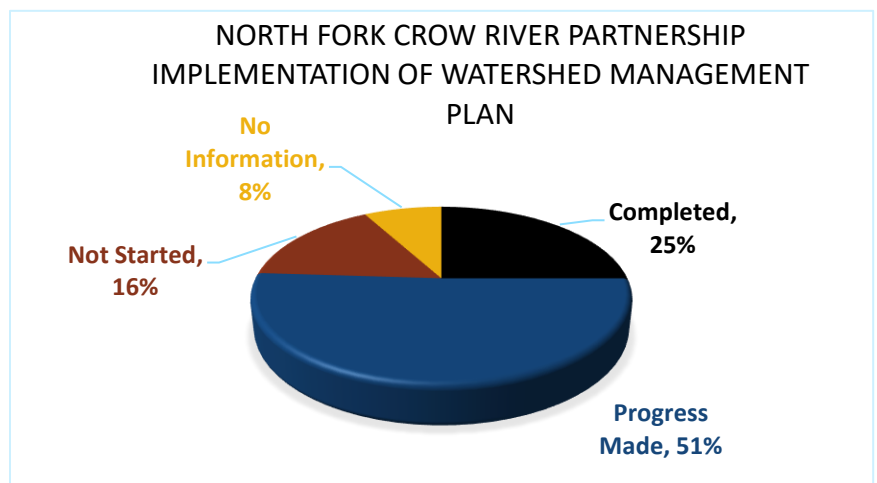 NORTH FORK CROW RIVER PARTNERSHIP
IMPLEMENTATION OF WATERSHED MANAGEMENT
PLAN
No
Information,
8%
Completed,
25%
Not Started,
16%
Progress
Made, 51%